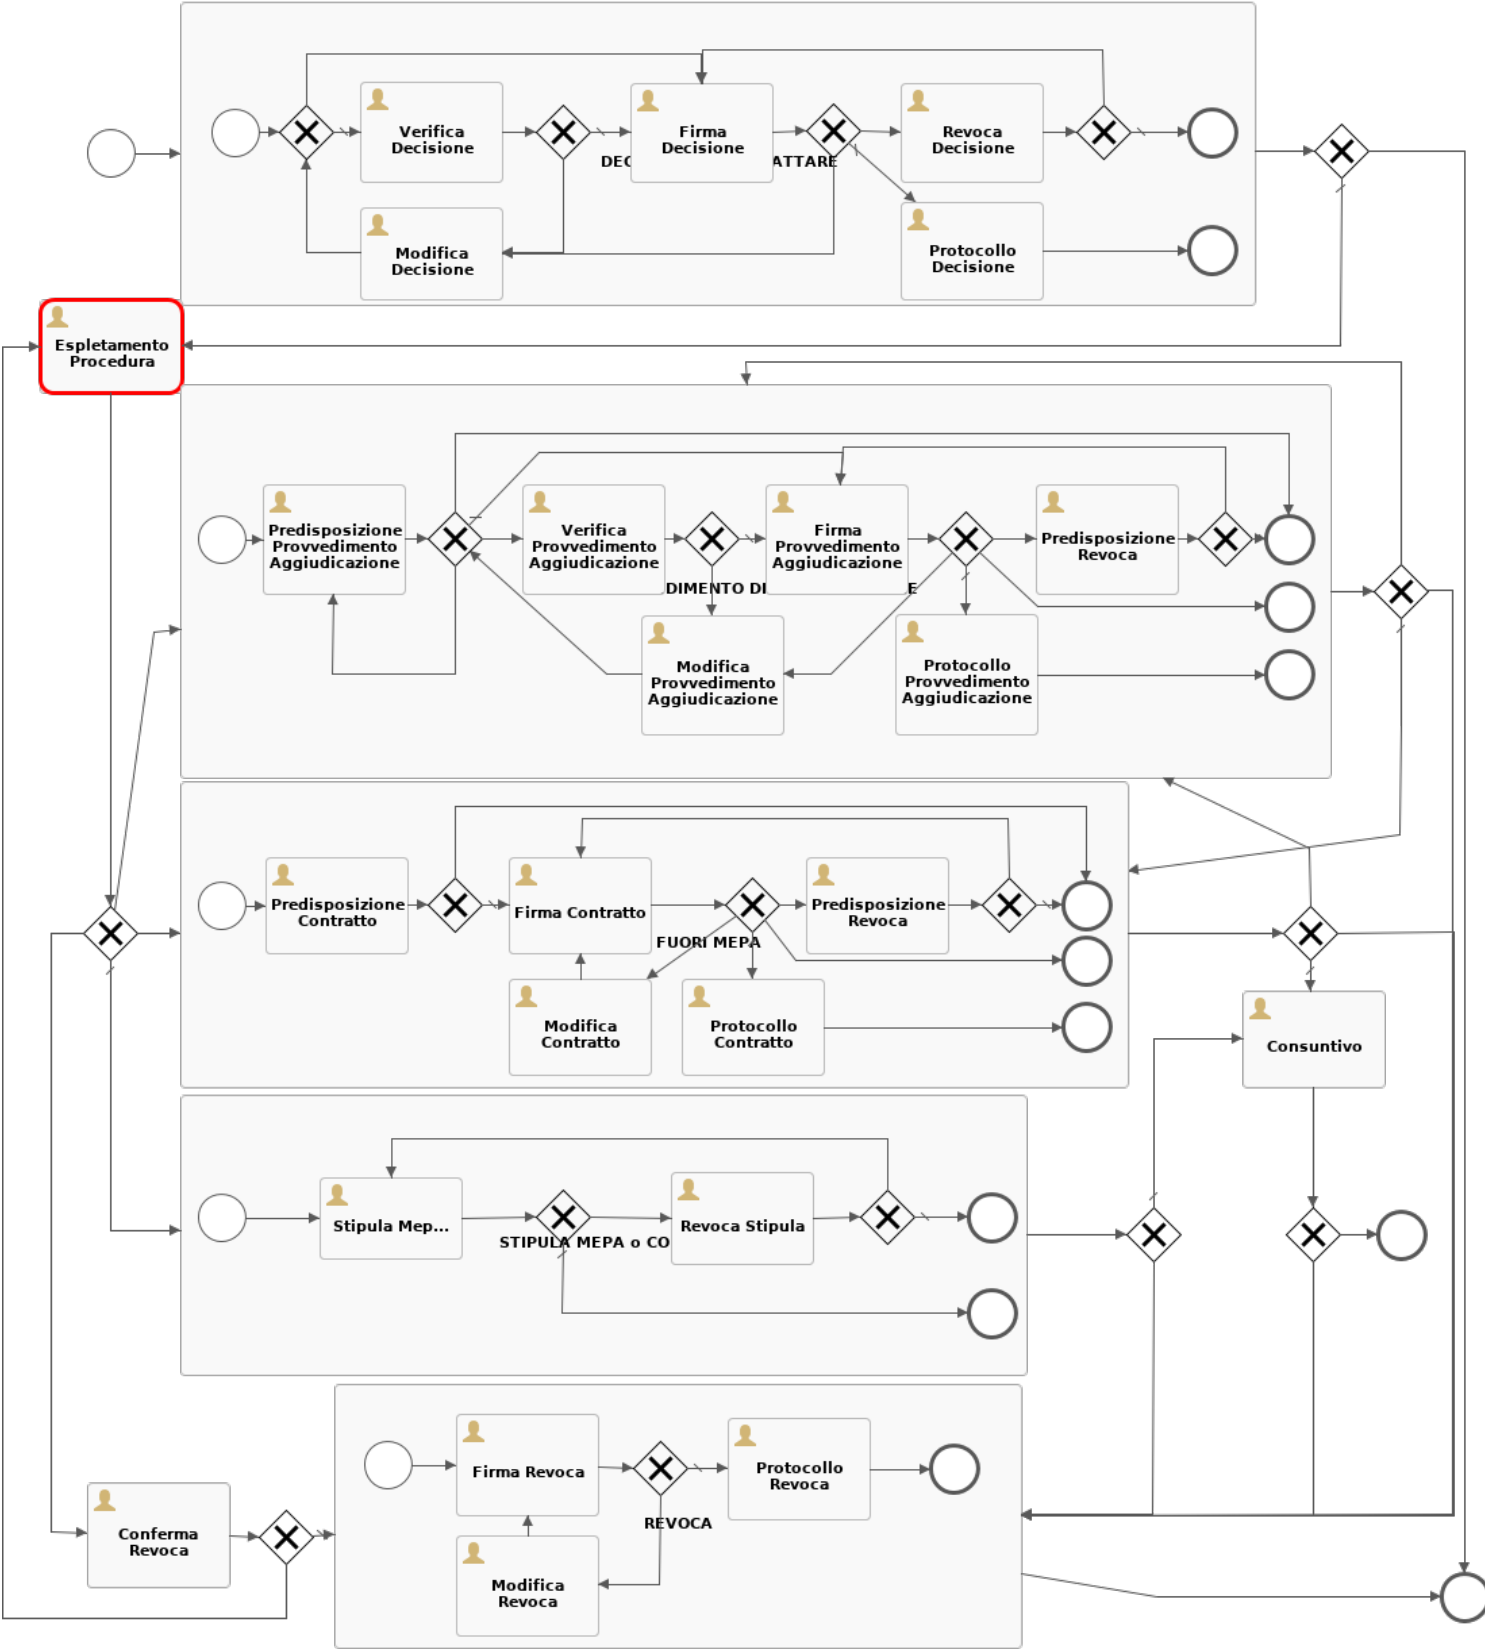 Verifica
Decisione
Firma
Decisione
Revoca
Decisione
DEC
ATTARE
Modifica
Decisione
Protocollo
Decisione
Espletamento
Procedura
Predisposizione
Provvedimento
Aggiudicazione
Verifica
Provvedimento
Aggiudicazione
Firma
Provvedimento
Aggiudicazione
Predisposizione
Revoca
DIMENTO DI
E
Modifica
Provvedimento
Aggiudicazione
Protocollo
Provvedimento
Aggiudicazione
Predisposizione
Contratto
Firma Contratto
Predisposizione
Revoca
FUORI MEPA
Modifica
Contratto
Protocollo
Contratto
Consuntivo
Stipula Mep...
Revoca Stipula
STIPULA MEPA o CO
Firma Revoca
Protocollo
Revoca
REVOCA
Conferma
Revoca
Modifica
Revoca